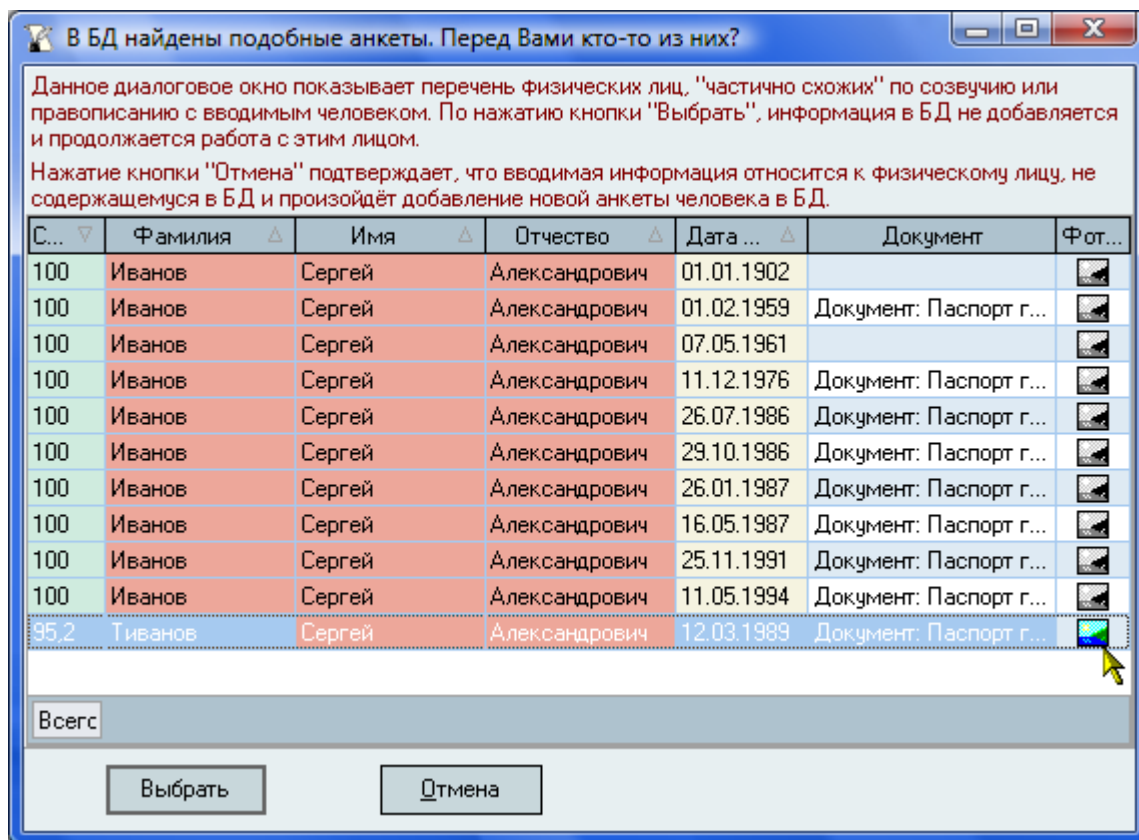 В БД найдены подобные анкеты. Перед Вами кто-то из них?
Данное диалоговое окно показывает перечень физических лиц, "частично схожих" по созвучию или
правописанию с вводимым человеком. По нажатию кнопки "Выбрать", информация в БД не добавляется
и продолжается работа с этим лицом.
Нажатие кнопки "Отмена" подтверждает, что вводимая информация относится к физическому лицу, не
содержащемуся в БД и произойдёт добавление новой анкеты человека в БД.
С... Фамилия Имя Отчество Дата ... Документ Фот...
100 Иванов Сергей Александрович 01.01.1902
100 Иванов Сергей Александрович 01.02.1959 Документ: Паспорт г...
100 Иванов Сергей Александрович 07.05.1961
100 Иванов Сергей Александрович 11.12.1976 Документ: Паспорт г...
100 Иванов Сергей Александрович 26.07.1986 Документ: Паспорт г...
100 Иванов Сергей Александрович 29.10.1986 Документ: Паспорт г...
100 Иванов Сергей Александрович 26.01.1987 Документ: Паспорт г...
100 Иванов Сергей Александрович 16.05.1987 Документ: Паспорт г...
100 Иванов Сергей Александрович 25.11.1991 Документ: Паспорт г...
100 Иванов Сергей Александрович 11.05.1994 Документ: Паспорт г...
95,2 Тиванов Сергей Александрович 12.03.1989 Документ: Паспорт г...
Всегс
Выбрать Отмена